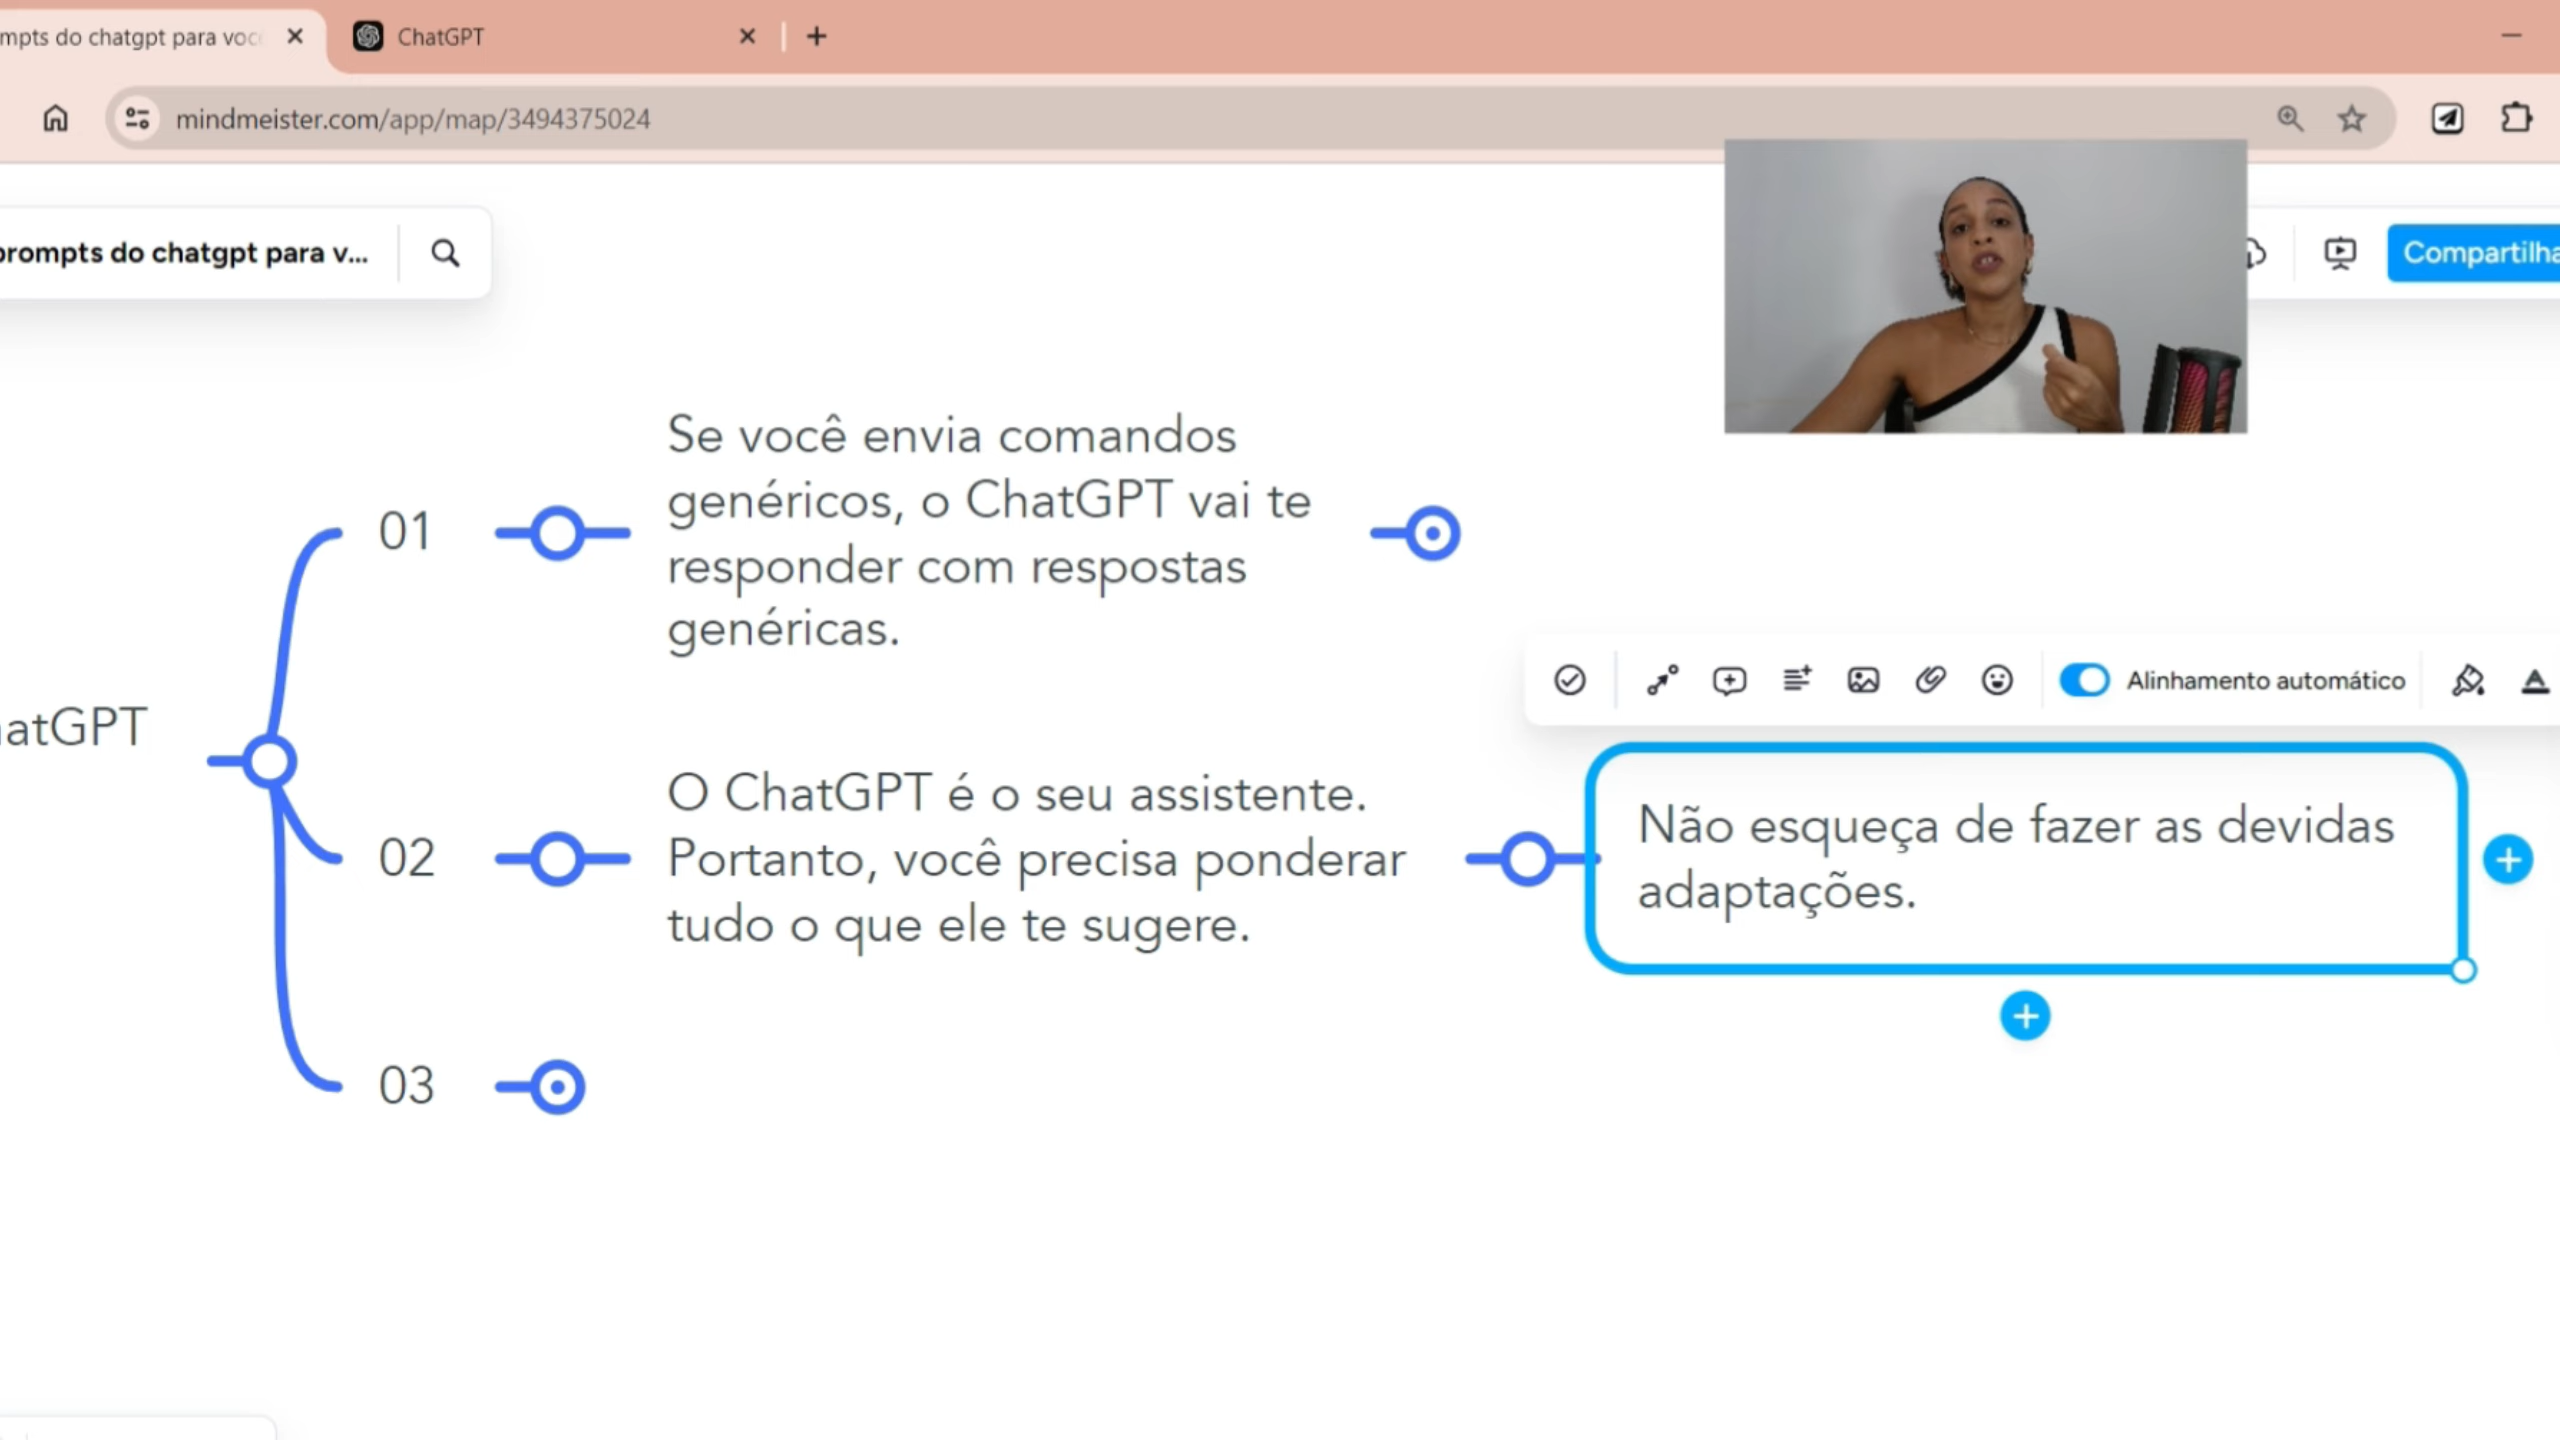 mpts do chatgpt para voc
ChatGPT
mindmeister.com/app/map/3494375024
prompts do chatgpt para v...
Compartilha
Se você envia comandos
genéricos, o ChatGPT vai te
responder com respostas
genéricas.
01
Alinhamento automático
hatGPT
O ChatGPT é o seu assistente.
Portanto, você precisa ponderar
tudo o que ele te sugere.
02
Não esqueça de fazer as devidas
adaptações.
03